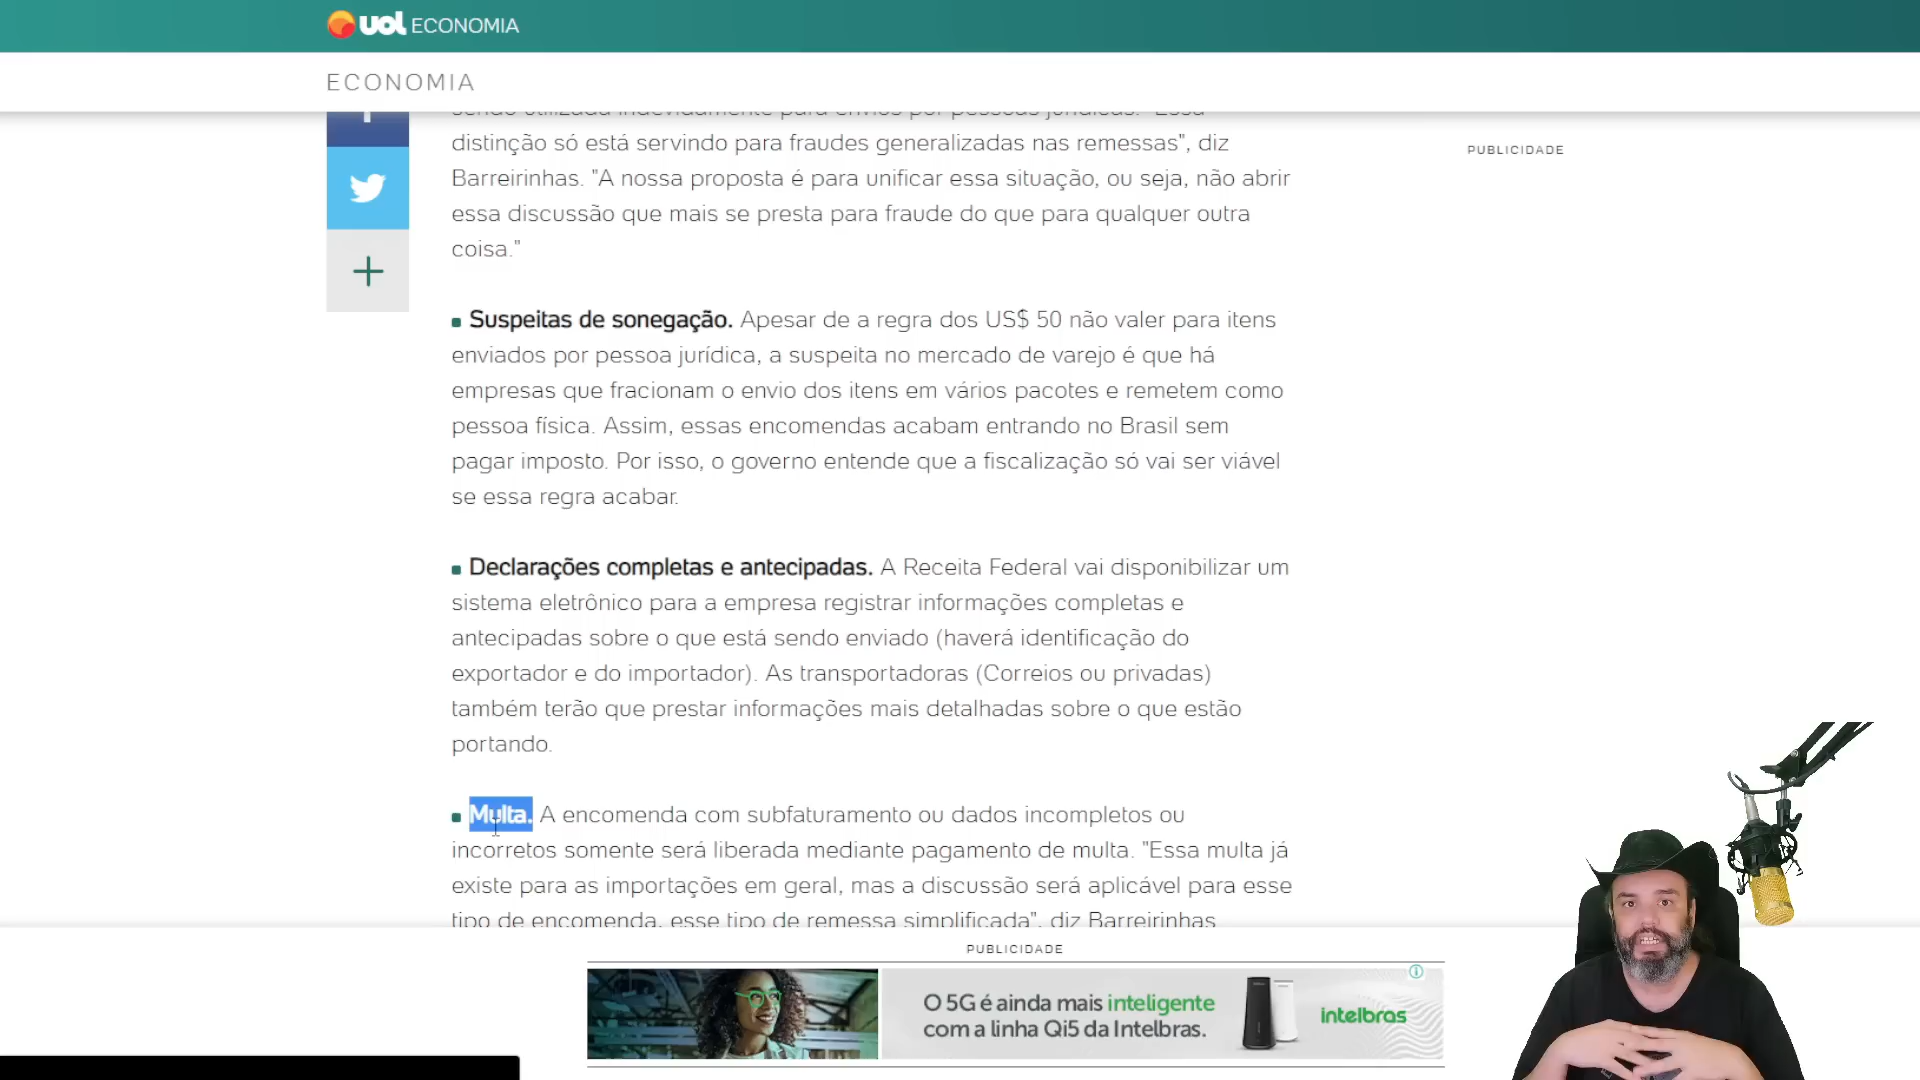 uol ECONOMIA
ECONOMIA
sendo utilizada indevidamente para envios por pessoas jurídicas. "Essa
distinção só está servindo para fraudes generalizadas nas remessas", diz
Barreirinhas. "A nossa proposta é para unificar essa situação, ou seja, não abrir
essa discussão que mais se presta para fraude do que para qualquer outra
coisa."
PUBLICIDADE
Suspeitas de sonegação. Apesar de a regra dos US$ 50 não valer para itens
enviados por pessoa jurídica, a suspeita no mercado de varejo é que há
empresas que fracionam o envio dos itens em vários pacotes e remetem como
pessoa física. Assim, essas encomendas acabam entrando no Brasil sem
pagar imposto. Por isso, o governo entende que a fiscalização só vai ser viável
se essa regra acabar.
Declarações completas e antecipadas. A Receita Federal vai disponibilizar um
sistema eletrônico para a empresa registrar informações completas e
antecipadas sobre o que está sendo enviado (haverá identificação do
exportador e do importador). As transportadoras (Correios ou privadas)
também terão que prestar informações mais detalhadas sobre o que estão
portando.
Multa. A encomenda com subfaturamento ou dados incompletos ou
incorretos somente será liberada mediante pagamento de multa. "Essa multa já
existe para as importações em geral, mas a discussão será aplicável para esse
tipo de encomenda, esse tipo de remessa simplificada", diz Barreirinhas
PUBLICIDADE
O 5G é ainda mais inteligente
com a linha Qi5 da Intelbras.
intelbras